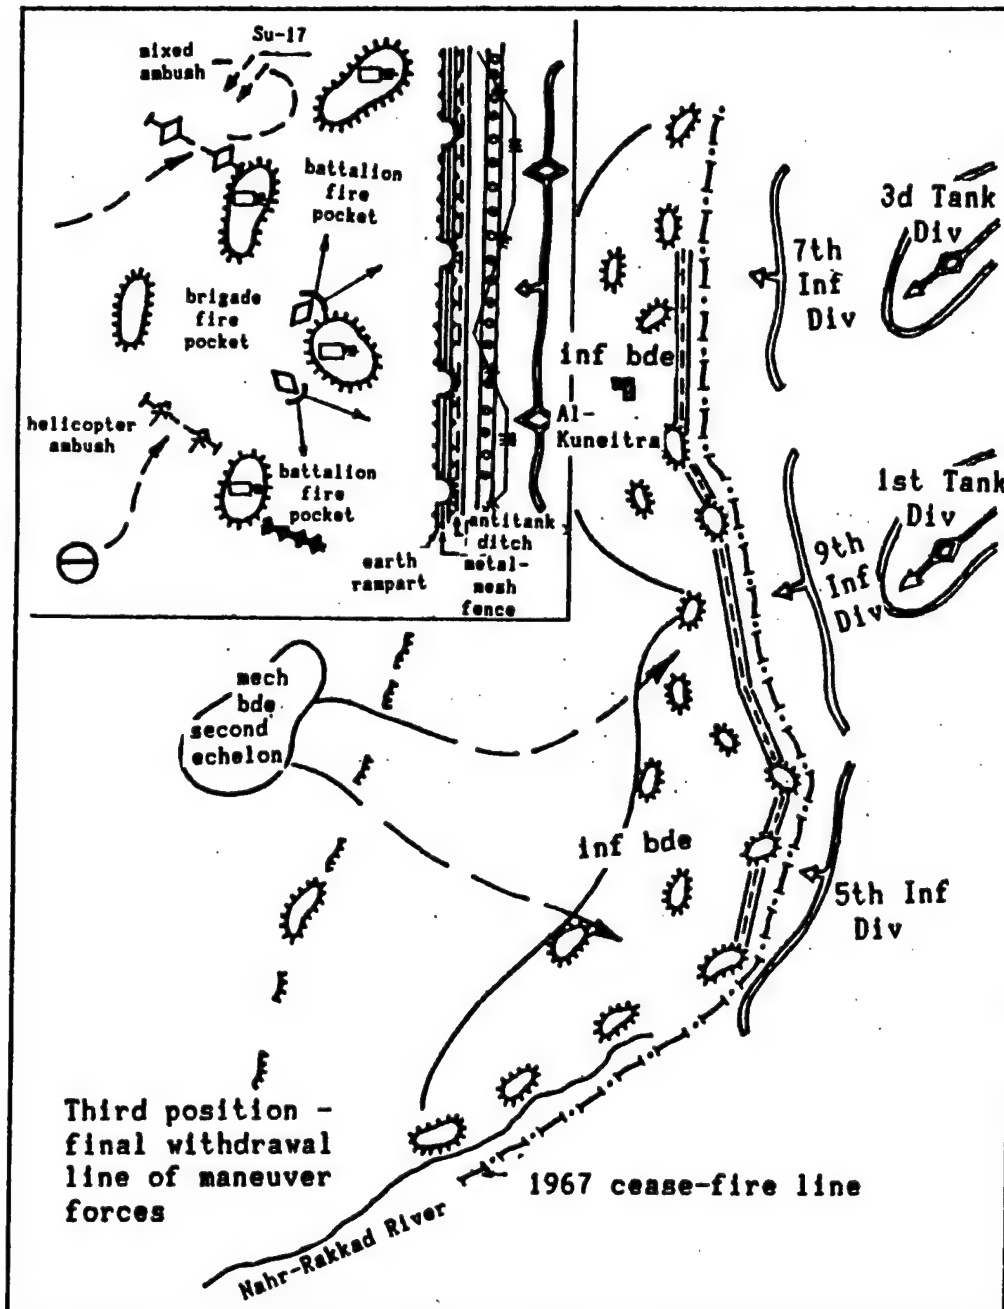 Su-17
mixed
ambush
battalion
fire
pocket
brigade
fire
pocket
helicopter
ambush
battalion
fire
pocket
earth
rampart
antitank
ditch
metal-
mesh
fence
3d Tank
Div
7th
Inf
Div
inf bde
Al-
Kuneitra
1st Tank
Div
9th
Inf
Div
mech
bde
second
echelon
inf bde
5th Inf
Div
Third position -
final withdrawal
line of maneuver
forces
1967 cease-fire line
Nahr-Rakkad River